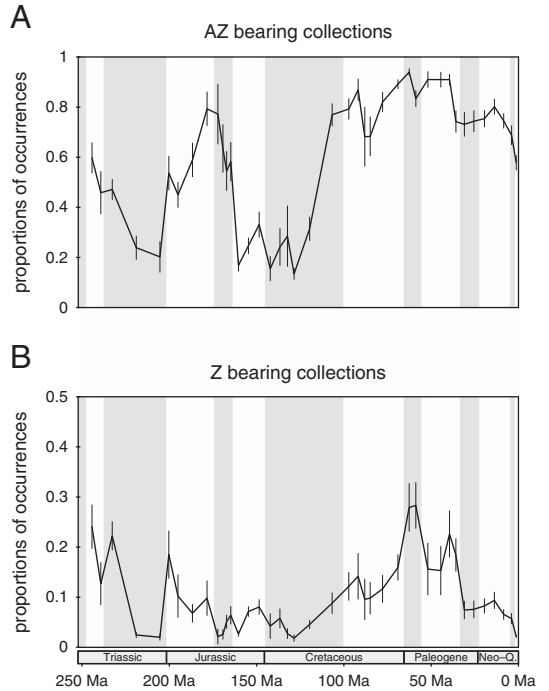 A
AZ bearing collections
proportions of occurrences
1
0.8
0.6
0.4
0.2
0
B
Z bearing collections
proportions of occurrences
0.5
0.4
0.3
0.2
0.1
0
Triassic Jurassic Cretaceous Paleogene Neo–Q.
250 Ma 200 Ma 150 Ma 100 Ma 50 Ma 0 Ma